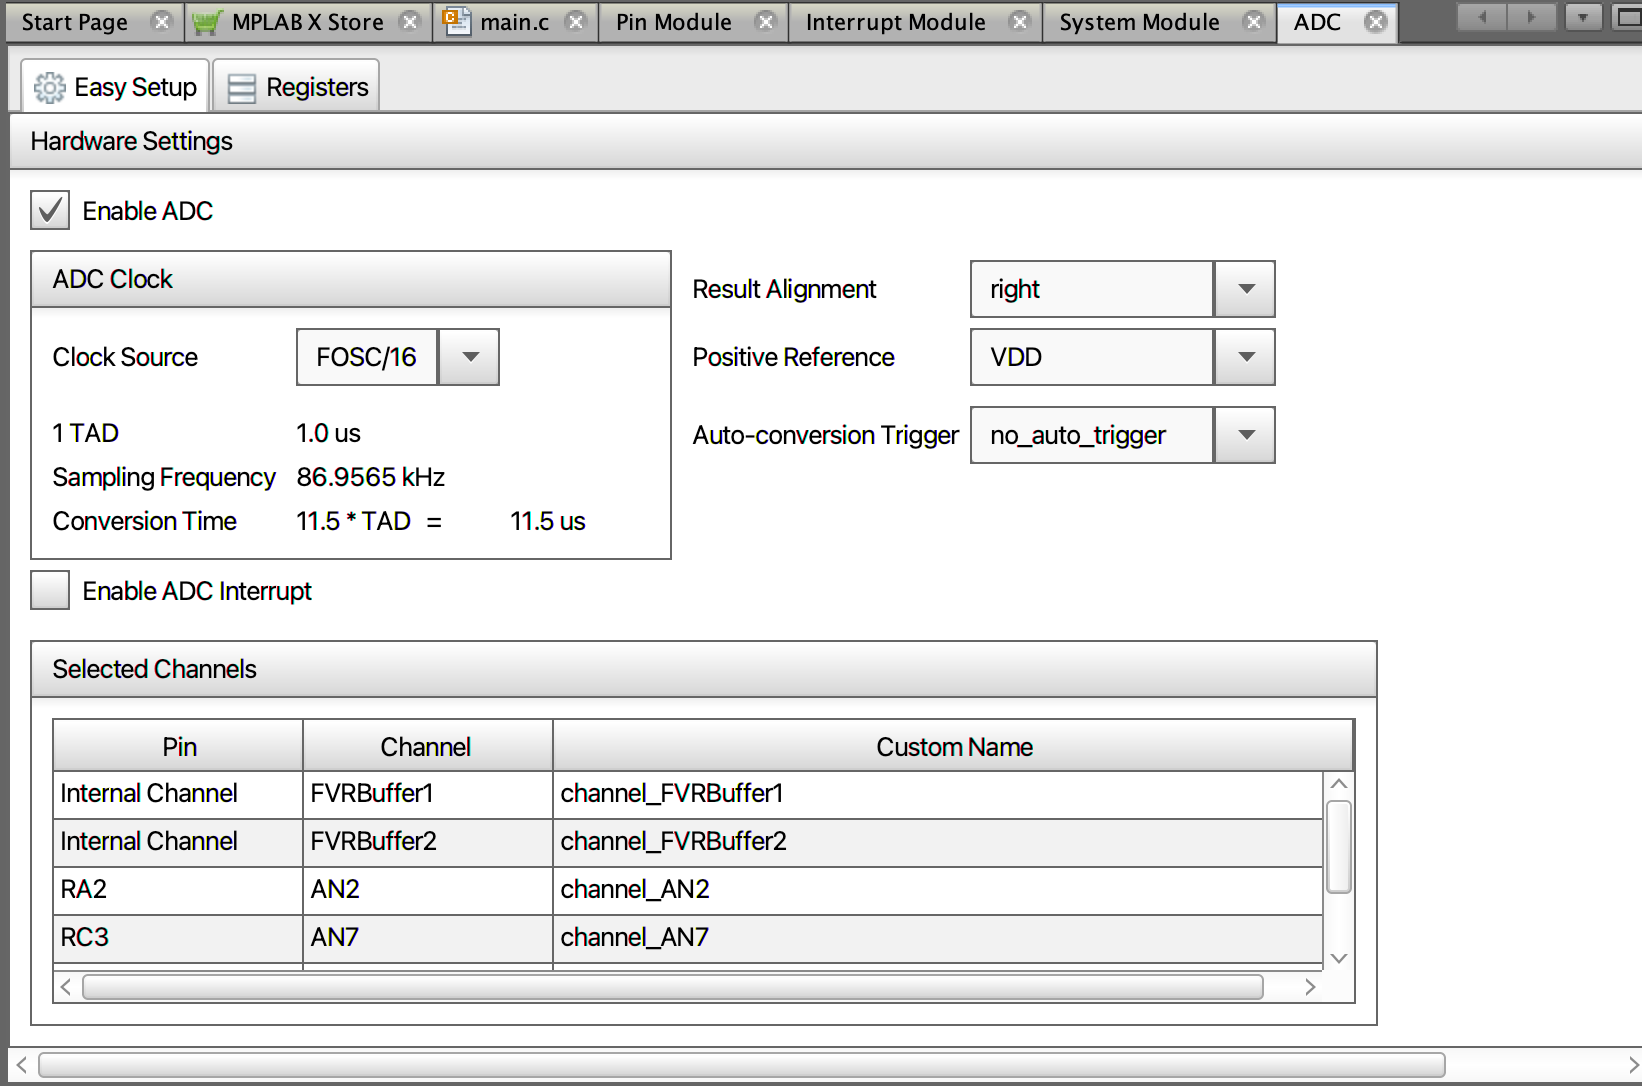 Start Page MPLAB X Store main.c Pin Module Interrupt Module System Module ADC
Easy Setup Registers
Hardware Settings
Enable ADC
ADC Clock
Result Alignment right
Clock Source FOSC/16
Positive Reference VDD
1 TAD 1.0 us
Auto-conversion Trigger no_auto_trigger
Sampling Frequency 86.9565 kHz
Conversion Time 11.5 * TAD = 11.5 us
Enable ADC Interrupt
Selected Channels
Pin Channel Custom Name
Internal Channel FVRBuffer1 channel_FVRBuffer1
Internal Channel FVRBuffer2 channel_FVRBuffer2
RA2 AN2 channel_AN2
RC3 AN7 channel_AN7